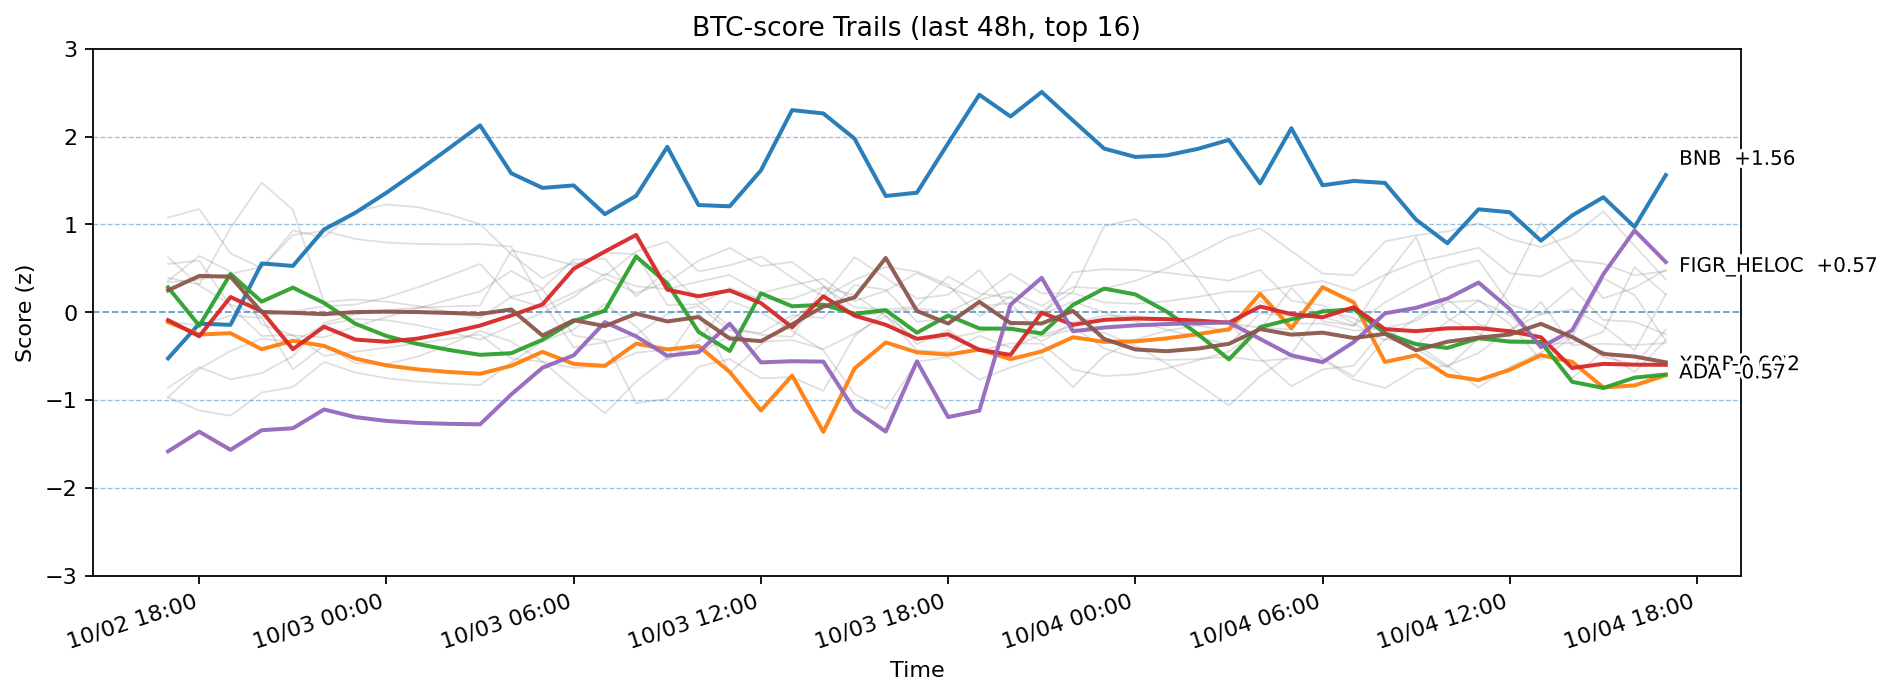 BTC-score Trails (last 48h, top 16)
3
2
1
0
−1
−2
−3
Score (z)
BNB +1.56
FIGR_HELOC +0.57
ADA -0.57
10/02 18:00
10/03 00:00
10/03 06:00
10/03 12:00
10/03 18:00
10/04 00:00
10/04 06:00
10/04 12:00
10/04 18:00
Time